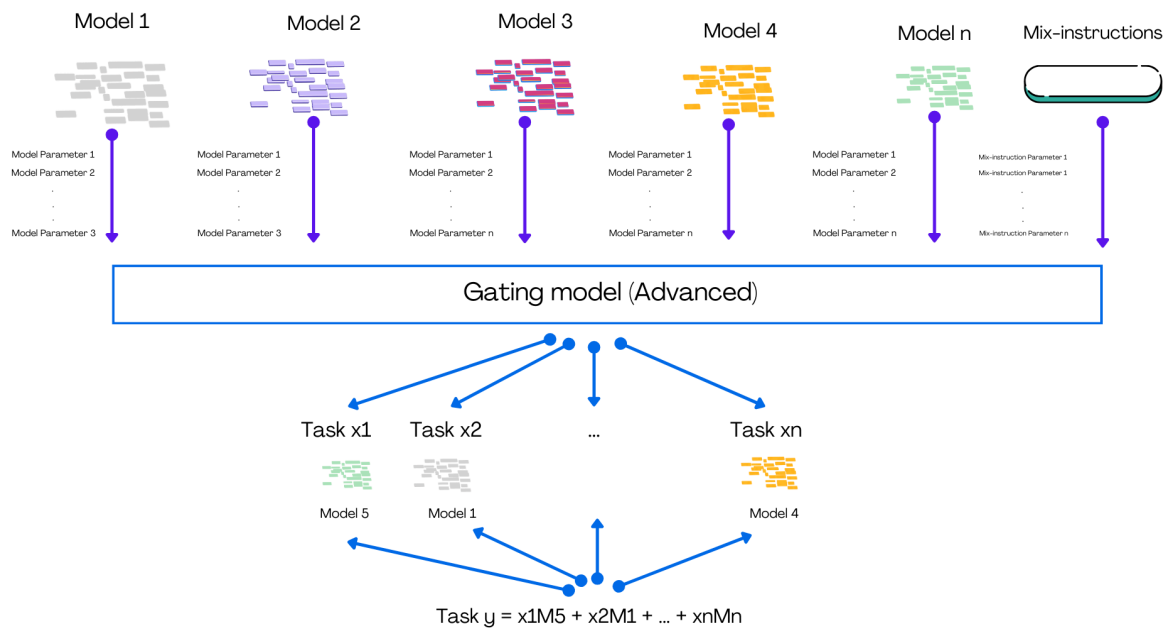 Model 1
Model 2
Model 3
Model 4
Model n
Mix-instructions
Model Parameter 1
Model Parameter 2
.
.
.
Model Parameter 3
Model Parameter 1
Model Parameter 2
.
.
.
Model Parameter 3
Model Parameter 1
Model Parameter 2
.
.
.
Model Parameter n
Model Parameter 1
Model Parameter 2
.
.
.
Model Parameter n
Model Parameter 1
Model Parameter 2
.
.
.
Model Parameter n
Mix-instruction Parameter 1
Mix-instruction Parameter 1
.
.
.
Mix-instruction Parameter n
Gating model (Advanced)
Task x1
Task x2
...
Task xn
Model 5
Model 1
Model 4
Task y = x1M5 + x2M1 + ... + xnMn